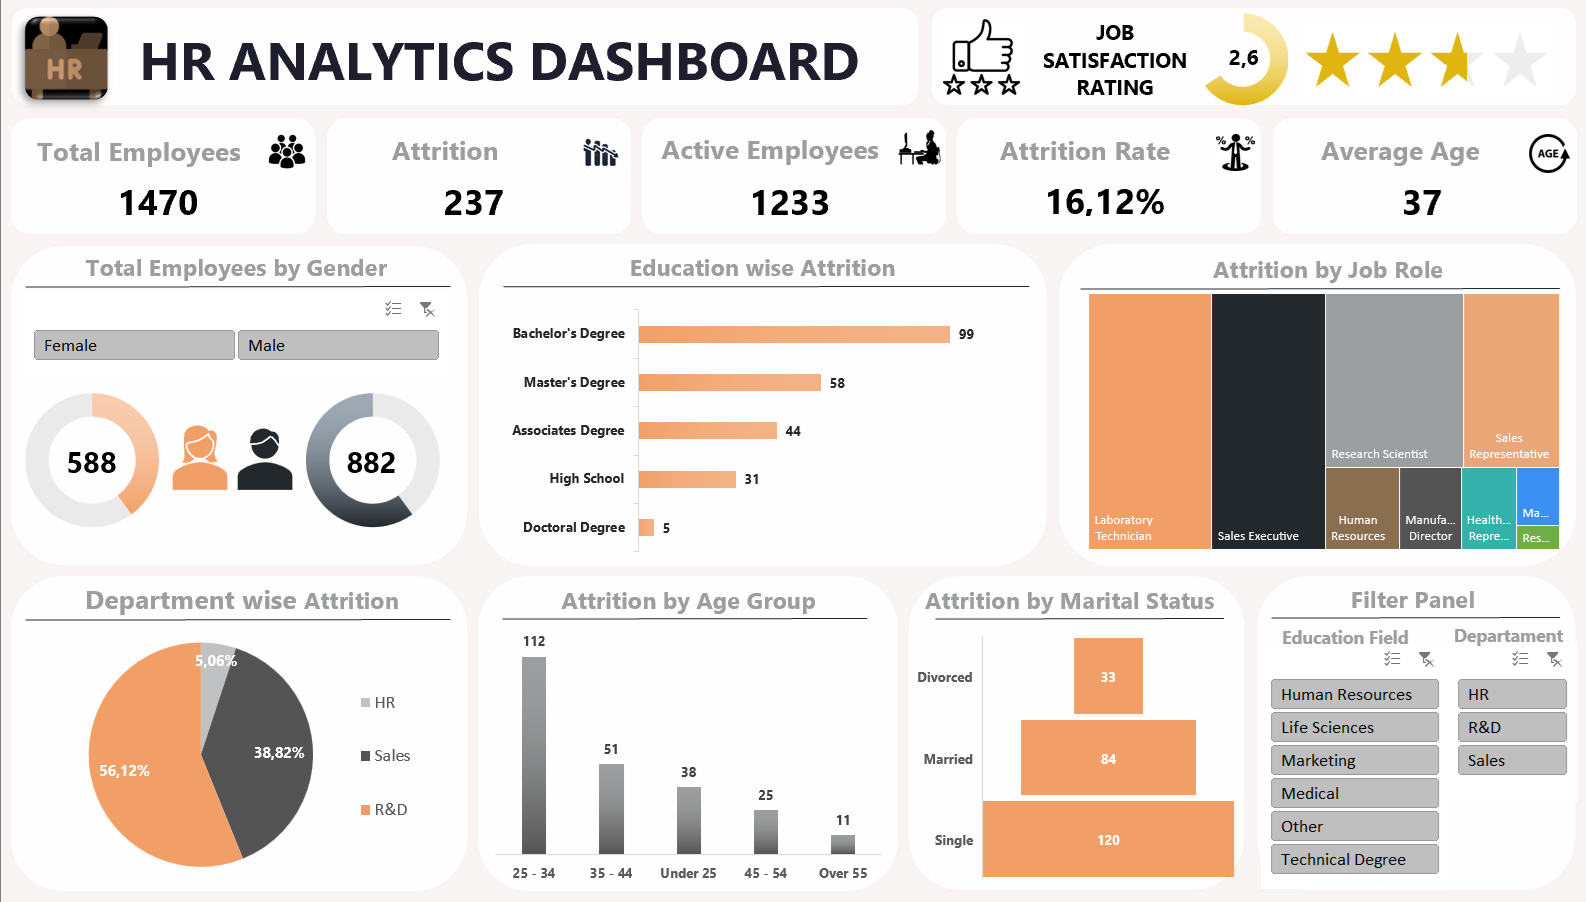 HR
HR ANALYTICS DASHBOARD
JOB
SATISFACTION
RATING
2,6
Total Employees
1470
Attrition
237
Active Employees
1233
Attrition Rate
% %
16,12%
Average Age
AGE
37
Total Employees by Gender
Female
Male
588
882
Education wise Attrition
Bachelor's Degree
99
Master's Degree
58
Associates Degree
44
High School
31
Doctoral Degree
5
Attrition by Job Role
Laboratory
Technician
Sales Executive
Research Scientist
Sales
Representative
Human
Resources
Manufa...
Director
Health...
Repre...
Ma...
Res...
Department wise Attrition
5,06%
38,82%
56,12%
HR
Sales
R&D
Attrition by Age Group
112
51
38
25
11
25 - 34
35 - 44
Under 25
45 - 54
Over 55
Attrition by Marital Status
Divorced
33
Married
84
Single
120
Filter Panel
Education Field
Human Resources
Life Sciences
Marketing
Medical
Other
Technical Degree
Departament
HR
R&D
Sales